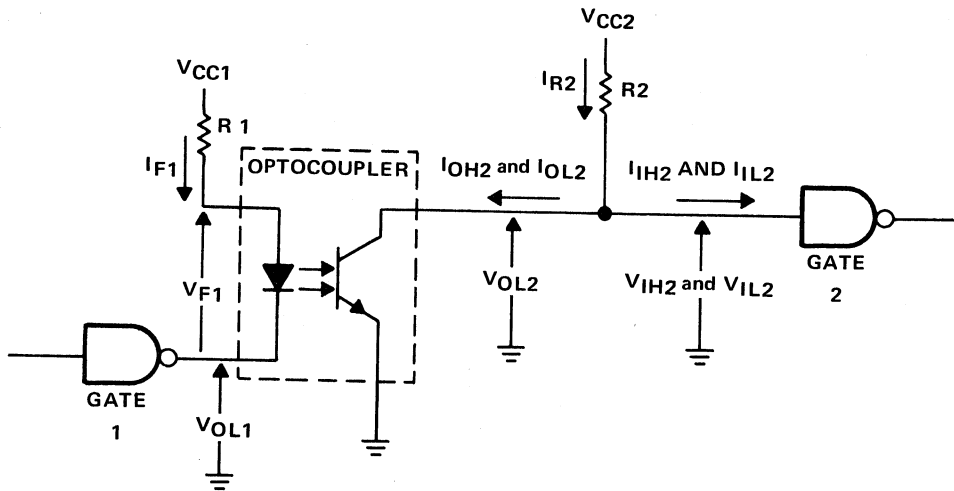 VCC2
IR2
R2
VCC1
R 1
IF1
OPTOCOUPLER
IOH2 and IOL2
IIH2 AND IIL2
GATE
2
VF1
VOL2
VIH2 and VIL2
GATE
1
VOL1